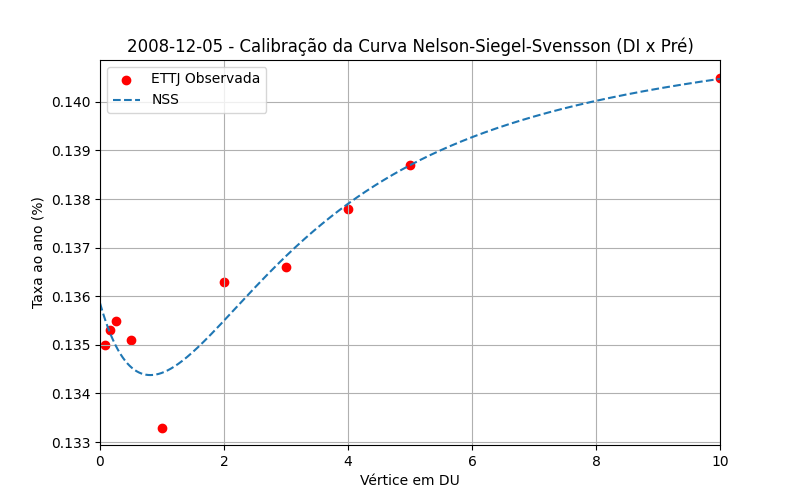 2008-12-05 - Calibração da Curva Nelson-Siegel-Svensson (DI x Pré)
ETTJ Observada
NSS
Taxa ao ano (%)
0.140
0.139
0.138
0.137
0.136
0.135
0.134
0.133
0 2 4 6 8 10
Vértice em DU